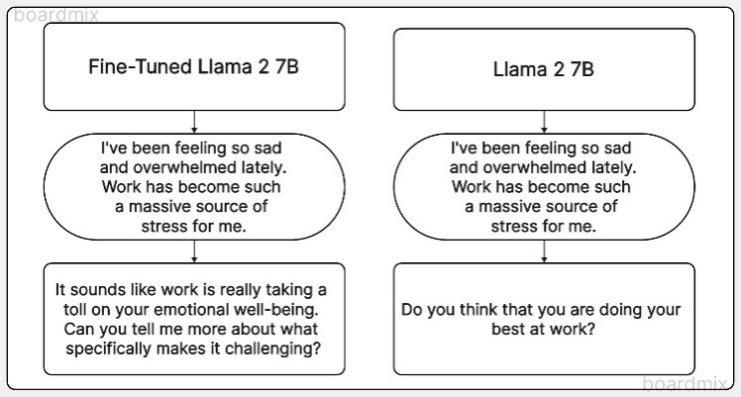 boardmix
Fine-Tuned Llama 2 7B
I've been feeling so sad
and overwhelmed lately.
Work has become such
a massive source of
stress for me.
It sounds like work is really taking a
toll on your emotional well-being.
Can you tell me more about what
specifically makes it challenging?
Llama 2 7B
I've been feeling so sad
and overwhelmed lately.
Work has become such
a massive source of
stress for me.
Do you think that you are doing your
best at work?
boardmix